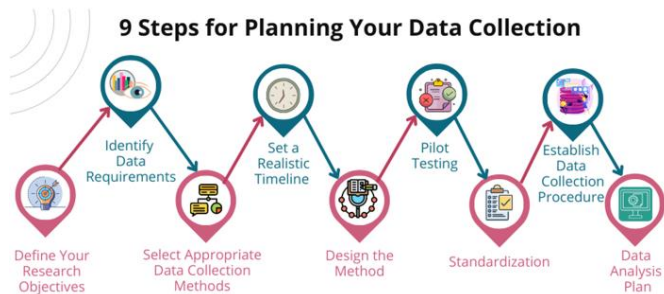 9 Steps for Planning Your Data Collection
Define Your
Research
Objectives
Identify
Data
Requirements
Select Appropriate
Data Collection
Methods
Set a
Realistic
Timeline
Design the
Method
Pilot
Testing
Standardization
Establish
Data
Collection
Procedure
Data
Analysis
Plan